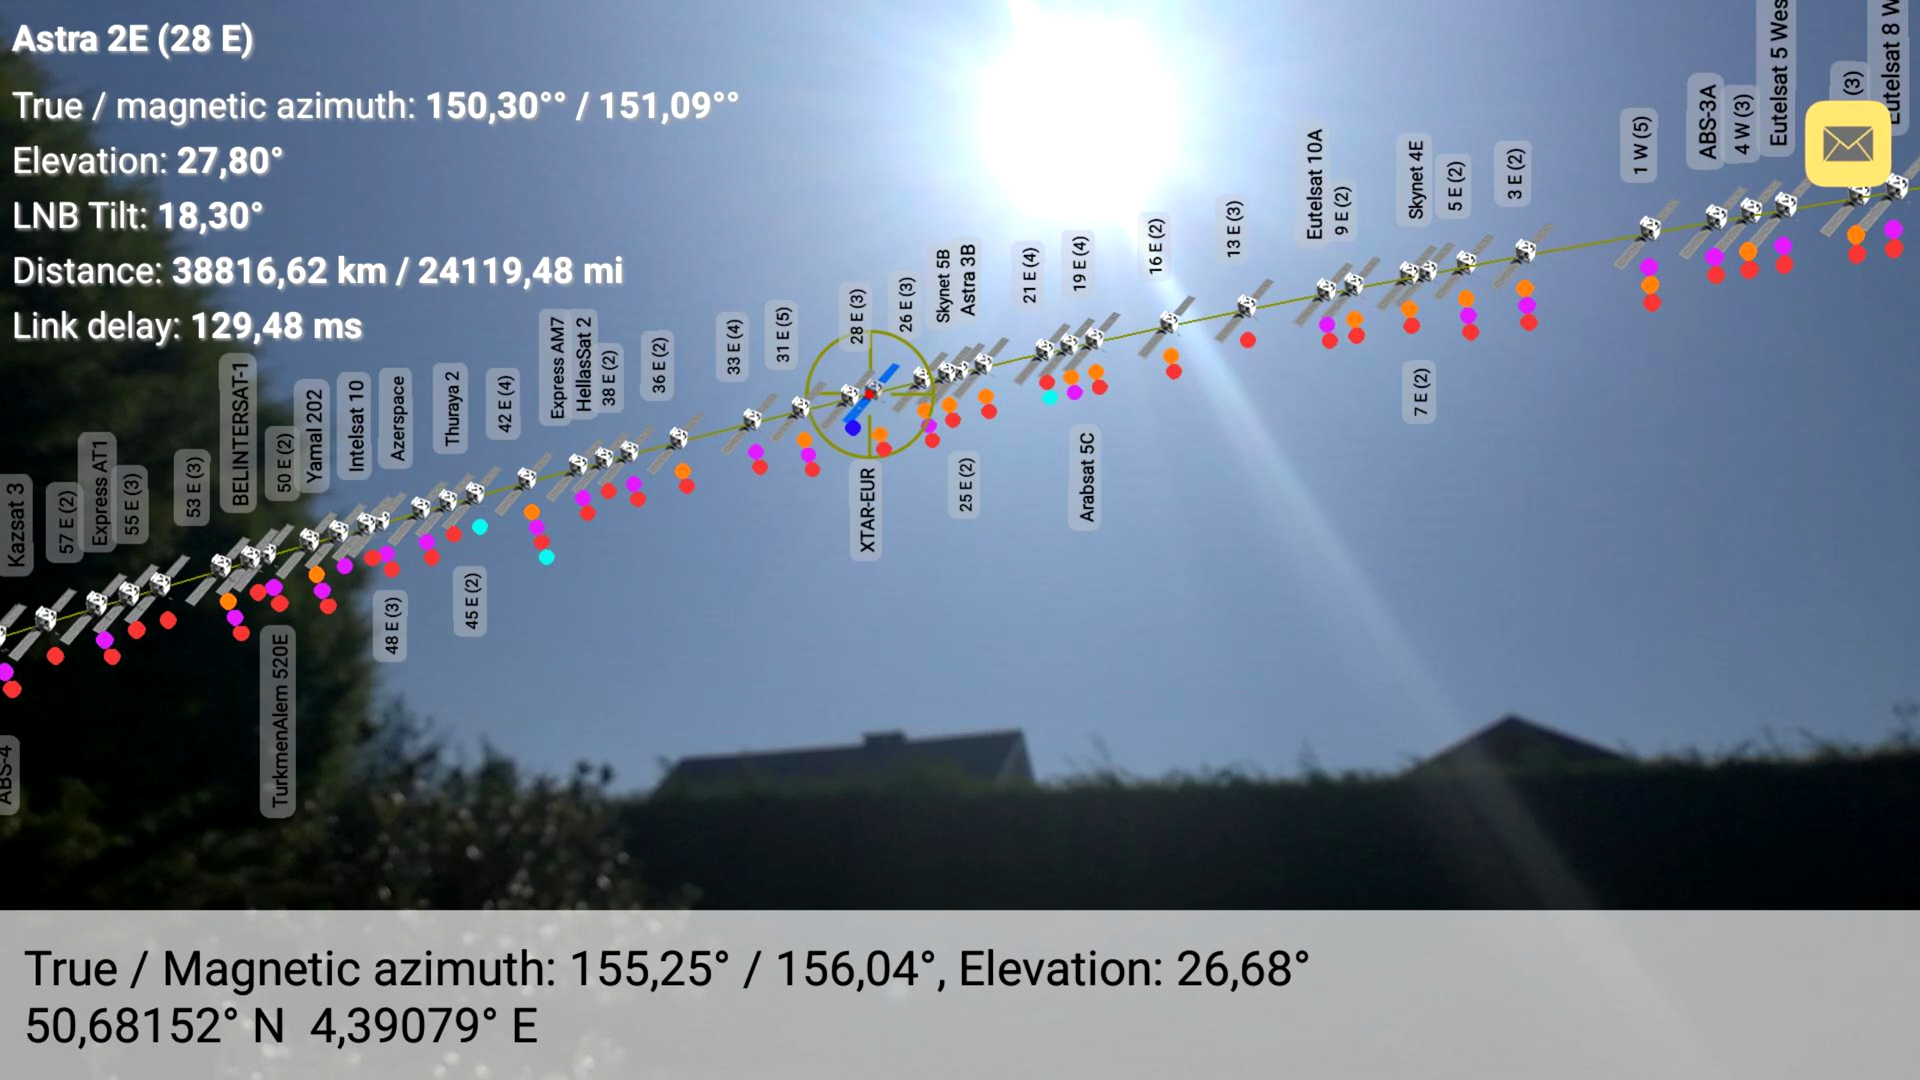 Astra 2E (28 E)
True / magnetic azimuth: 150,30°° / 151,09°°
Elevation: 27,80°
LNB Tilt: 18,30°
Distance: 38816,62 km / 24119,48 mi
Link delay: 129,48 ms
Kazsat 3
57 E (2)
Express AT1
55 E (3)
53 E (3)
BELINTERSAT-1
50 E (2)
Yamal 202
Intelsat 10
Azerspace
Thuraya 2
42 E (4)
Express AM7
HellasSat 2
38 E (2)
36 E (2)
33 E (4)
31 E (5)
28 E (3)
26 E (3)
Skynet 5B
Astra 3B
21 E (4)
19 E (4)
16 E (2)
13 E (3)
Eutelsat 10A
9 E (2)
Skynet 4E
5 E (2)
3 E (2)
1 W (5)
ABS-3A
4 W (3)
Eutelsat 5 Wes
(3)
Eutelsat 8 W
ABS-4
TurkmenAlem 520E
48 E (3)
45 E (2)
XTAR-EUR
25 E (2)
Arabsat 5C
7 E (2)
True / Magnetic azimuth: 155,25° / 156,04°, Elevation: 26,68°
50,68152° N 4,39079° E